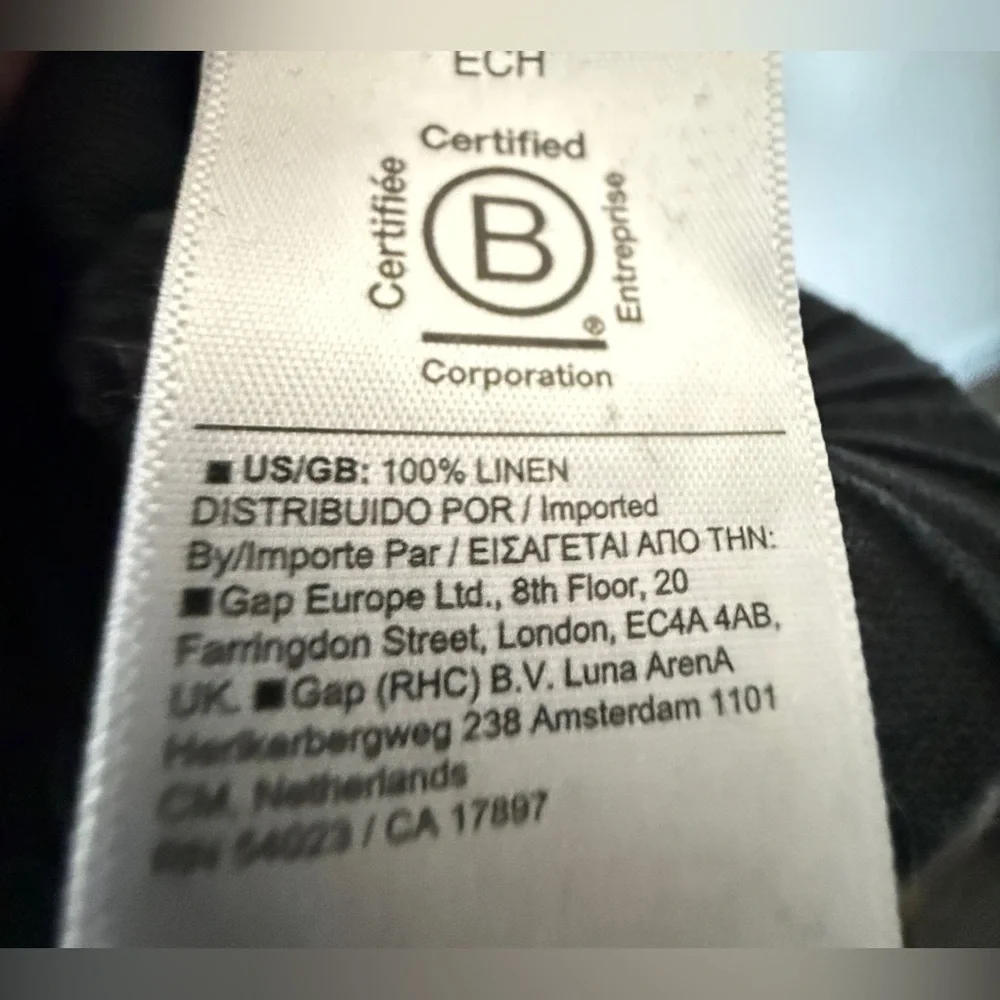 ECH
Certified
Certifiée
B
Entreprise
®
Corporation
US/GB: 100% LINEN
DISTRIBUIDO POR / Imported
By/Importe Par / ΕΙΣΑΓΕΤΑΙ ΑΠΟ ΤΗΝ:
Gap Europe Ltd., 8th Floor, 20
Farringdon Street, London, EC4A 4AB,
UK. Gap (RHC) B.V. Luna ArenA
Herikerbergweg 238 Amsterdam 1101
CM, Netherlands
RN 54023 / CA 17897